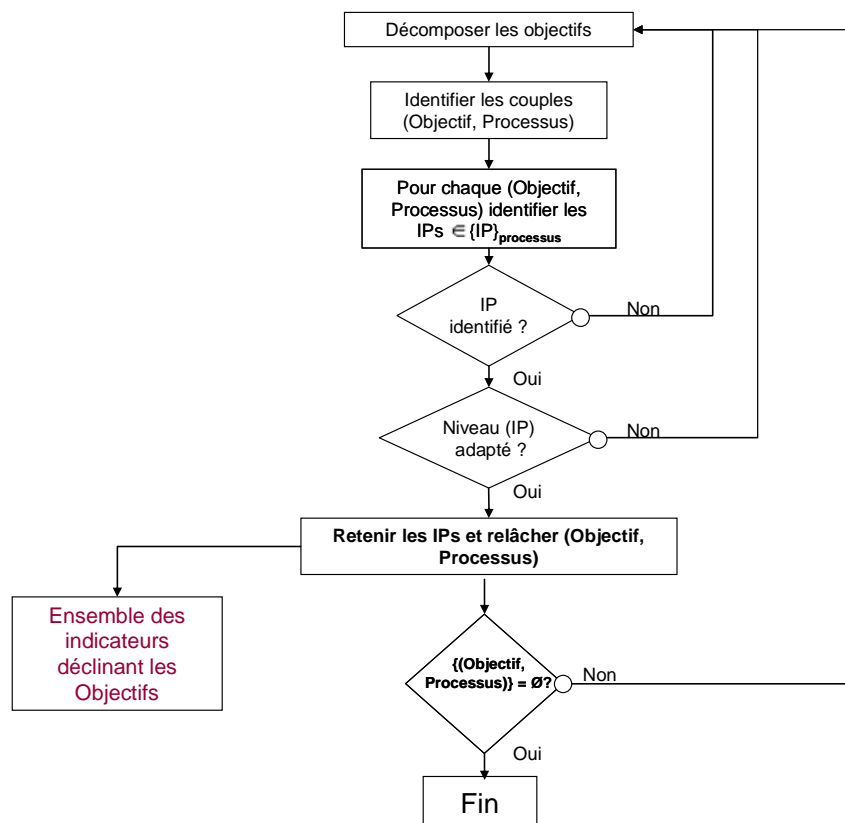 Décomposer les objectifs
Identifier les couples
(Objectif, Processus)
Pour chaque (Objectif,
Processus) identifier les
IPs ∈ {IP}processus
IP
identifié ?
Non
Oui
Niveau (IP)
adapté ?
Non
Oui
Retenir les IPs et relâcher (Objectif,
Processus)
Ensemble des
indicateurs
déclinant les
Objectifs
{(Objectif,
Processus)} = Ø?
Non
Oui
Fin